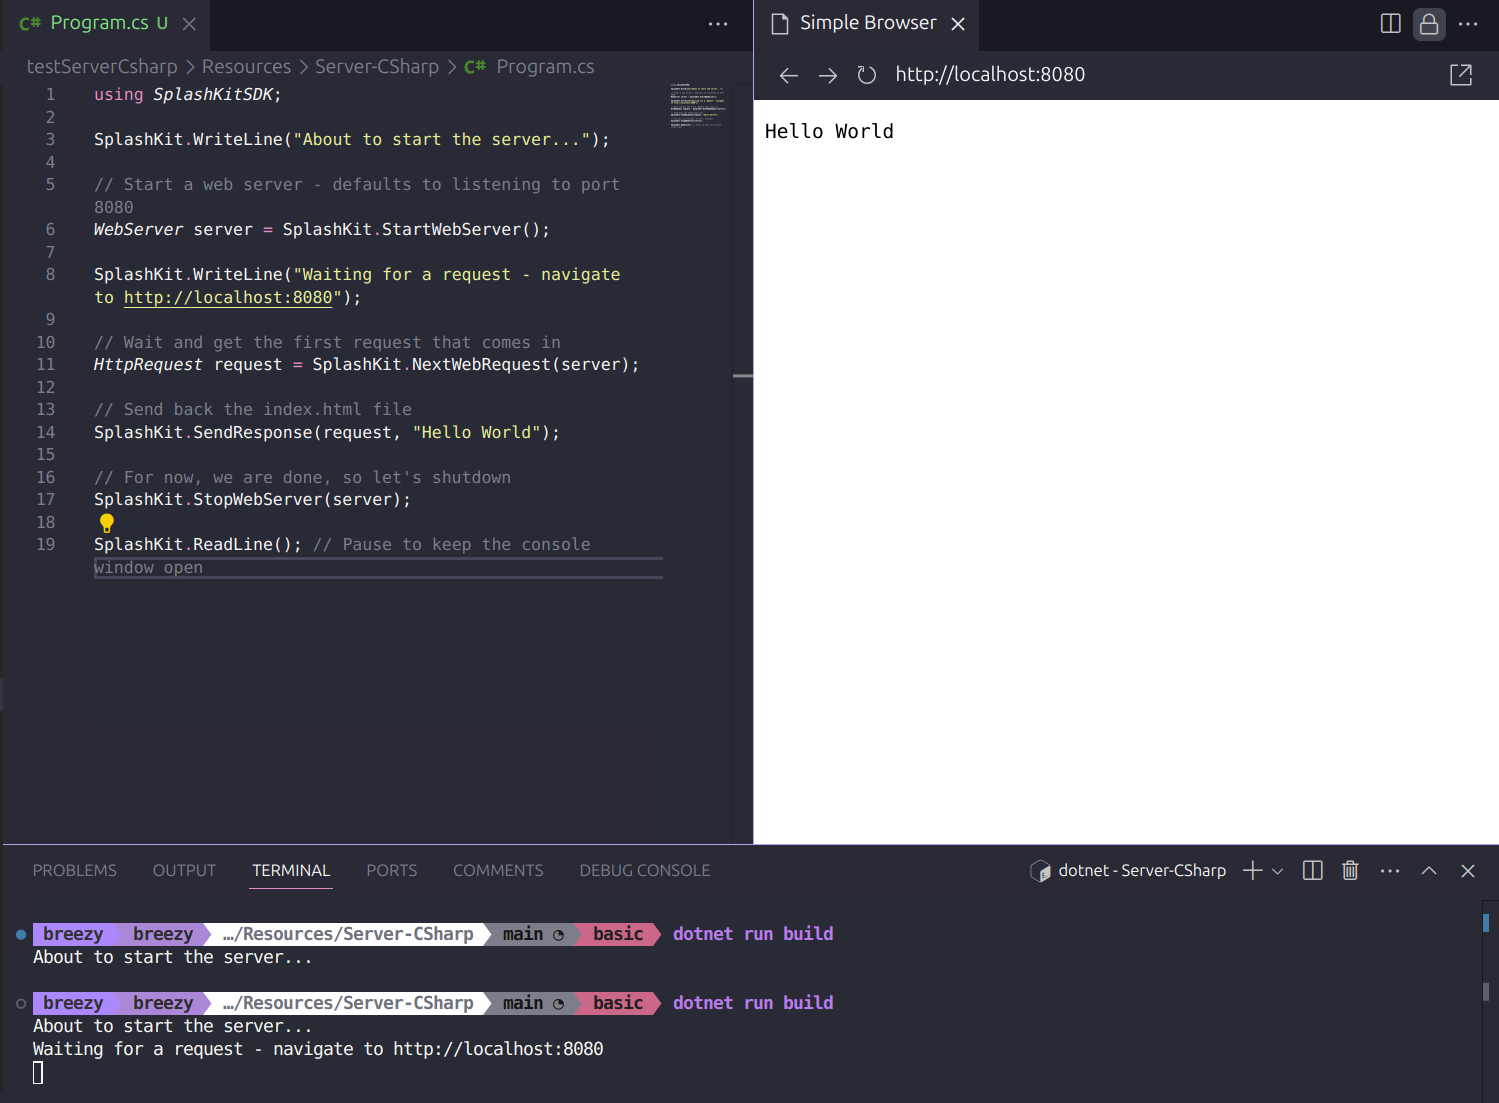 C# Program.cs U
Simple Browser
testServerCsharp > Resources > Server-CSharp > C# Program.cs
http://localhost:8080
1 using SplashKitSDK;
2
3 SplashKit.WriteLine("About to start the server...");
4
5 // Start a web server - defaults to listening to port
8080
6 WebServer server = SplashKit.StartWebServer();
7
8 SplashKit.WriteLine("Waiting for a request - navigate
to http://localhost:8080");
9
10 // Wait and get the first request that comes in
11 HttpRequest request = SplashKit.NextWebRequest(server);
12
13 // Send back the index.html file
14 SplashKit.SendResponse(request, "Hello World");
15
16 // For now, we are done, so let's shutdown
17 SplashKit.StopWebServer(server);
18
19 SplashKit.ReadLine(); // Pause to keep the console
window open
Hello World
PROBLEMS OUTPUT TERMINAL PORTS COMMENTS DEBUG CONSOLE
dotnet - Server-CSharp
breezy breezy …/Resources/Server-CSharp main basic dotnet run build
About to start the server...
breezy breezy …/Resources/Server-CSharp main basic dotnet run build
About to start the server...
Waiting for a request - navigate to http://localhost:8080